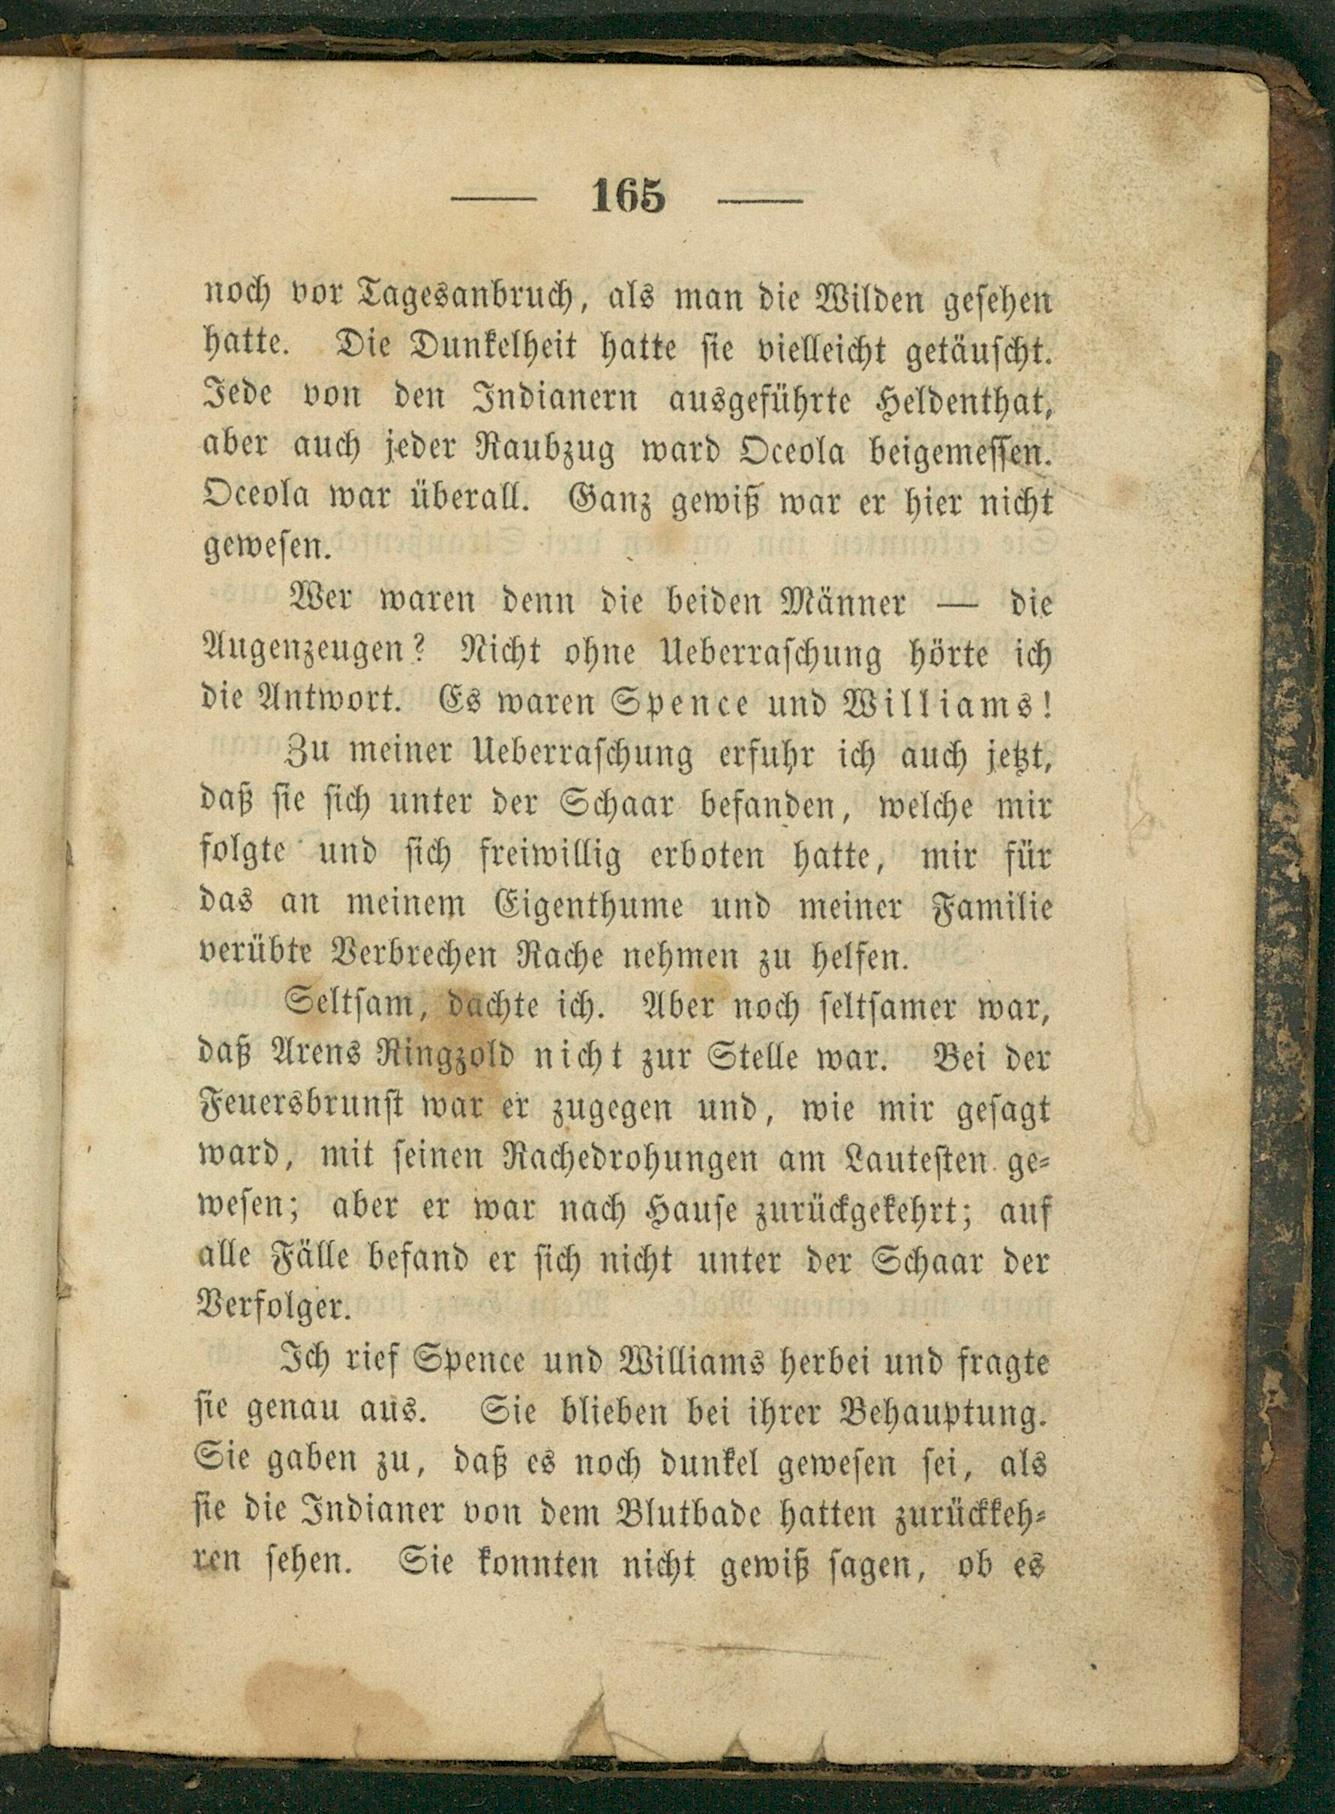 — 165 —
noch vor Tagesanbruch, als man die Wilden gesehen
hatte. Die Dunkelheit hatte sie vielleicht getäuscht.
Jede von den Indianern ausgeführte Heldenthat,
aber auch jeder Raubzug ward Oceola beigemessen.
Oceola war überall. Ganz gewiß war er hier nicht
gewesen.
Wer waren denn die beiden Männer — die
Augenzeugen? Nicht ohne Ueberraschung hörte ich
die Antwort. Es waren Spence und Williams!
Zu meiner Ueberraschung erfuhr ich auch jetzt,
daß sie sich unter der Schaar befanden, welche mir
folgte und sich freiwillig erboten hatte, mir für
das an meinem Eigenthume und meiner Familie
verübte Verbrechen Rache nehmen zu helfen.
Seltsam, dachte ich. Aber noch seltsamer war,
daß Arens Ringzold nicht zur Stelle war. Bei der
Feuersbrunst war er zugegen und, wie mir gesagt
ward, mit seinen Rachedrohungen am Lautesten ge-
wesen; aber er war nach Hause zurückgekehrt; auf
alle Fälle befand er sich nicht unter der Schaar der
Verfolger.
Ich rief Spence und Williams herbei und fragte
sie genau aus. Sie blieben bei ihrer Behauptung.
Sie gaben zu, daß es noch dunkel gewesen sei, als
sie die Indianer von dem Blutbade hatten zurückkeh-
ren sehen. Sie konnten nicht gewiß sagen, ob es